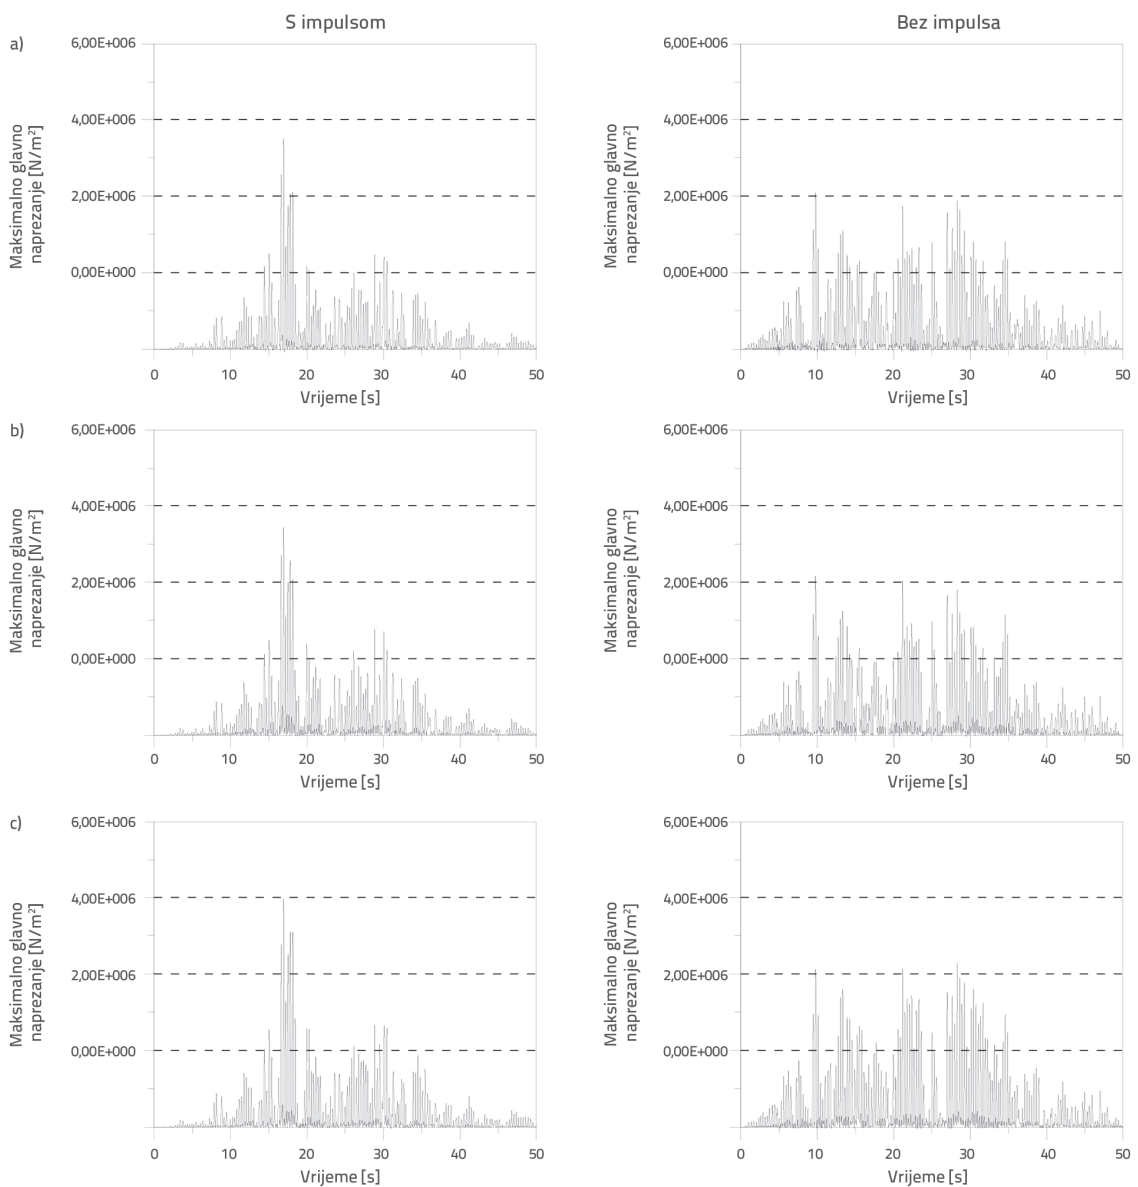 S impulsom
Bez impulsa
a)
Maksimalno glavno
naprezanje [N/m²]
6,00E+006
4,00E+006
2,00E+006
0,00E+000
0 10 20 30 40 50
Vrijeme [s]
Maksimalno glavno
naprezanje [N/m²]
6,00E+006
4,00E+006
2,00E+006
0,00E+000
0 10 20 30 40 50
Vrijeme [s]
b)
Maksimalno glavno
naprezanje [N/m²]
6,00E+006
4,00E+006
2,00E+006
0,00E+000
0 10 20 30 40 50
Vrijeme [s]
Maksimalno glavno
naprezanje [N/m²]
6,00E+006
4,00E+006
2,00E+006
0,00E+000
0 10 20 30 40 50
Vrijeme [s]
c)
Maksimalno glavno
naprezanje [N/m²]
6,00E+006
4,00E+006
2,00E+006
0,00E+000
0 10 20 30 40 50
Vrijeme [s]
Maksimalno glavno
naprezanje [N/m²]
6,00E+006
4,00E+006
2,00E+006
0,00E+000
0 10 20 30 40 50
Vrijeme [s]